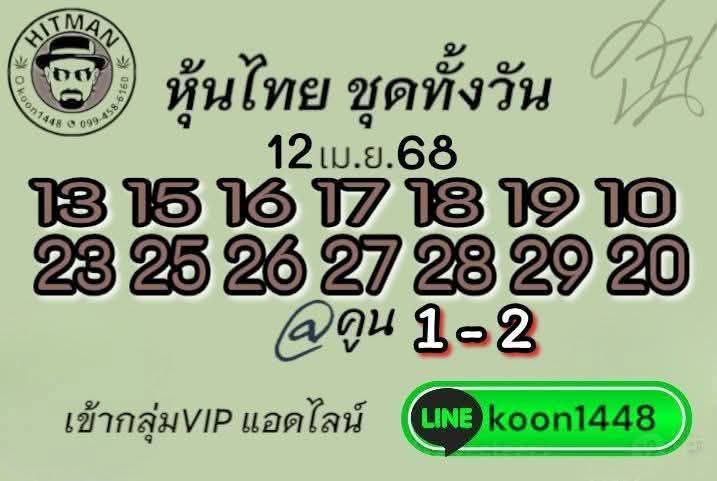 HITMAN
koon1448 099-458-6160
หุ้นไทย ชุดทั้งวัน
12 เม.ย. 68
13 15 16 17 18 19 10
23 25 26 27 28 29 20
@คูน 1-2
เข้ากลุ่มVIP แอดไลน์ LINE koon1448